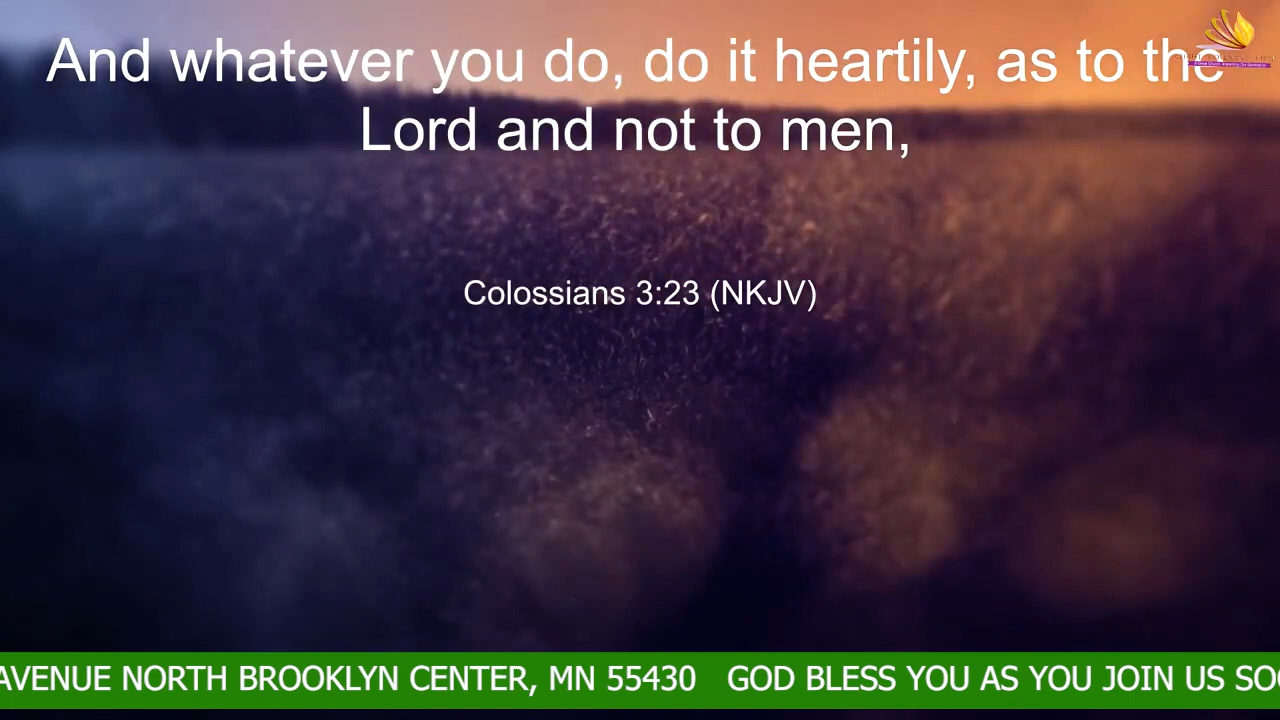 And whatever you do, do it heartily, as to the
Lord and not to men,
Colossians 3:23 (NKJV)
AVENUE NORTH BROOKLYN CENTER, MN 55430 GOD BLESS YOU AS YOU JOIN US